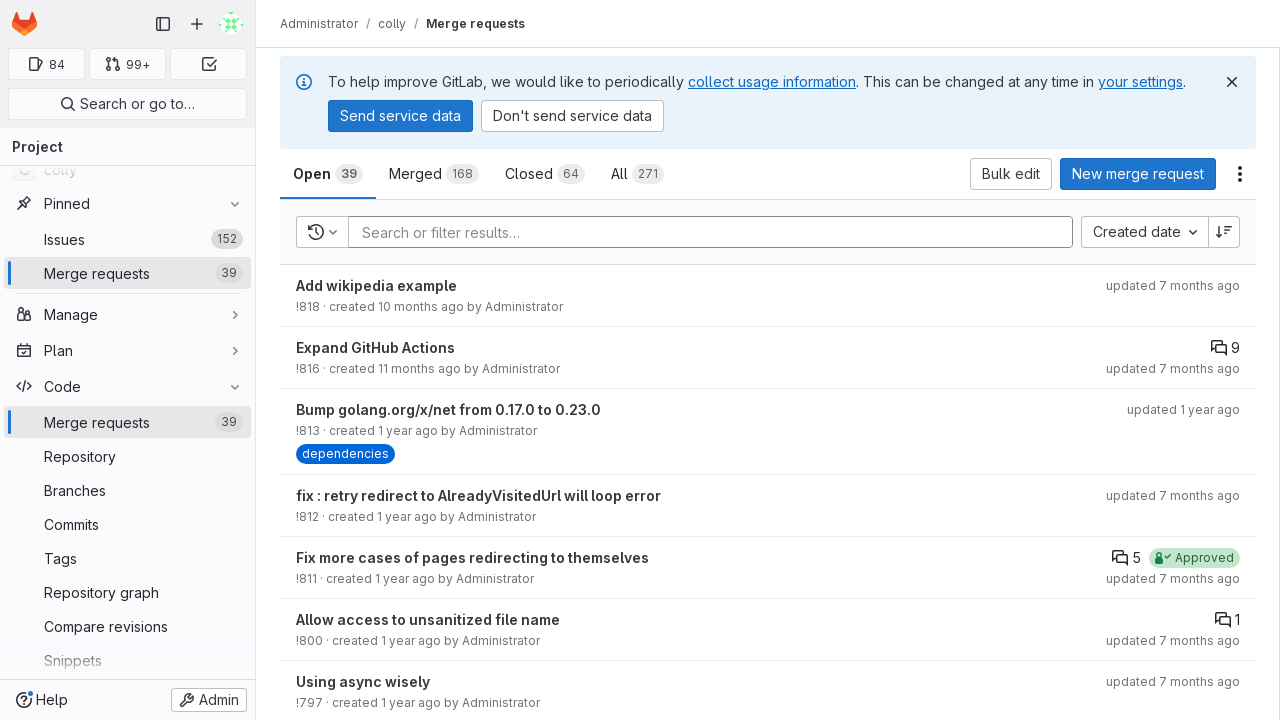 Administrator / colly / Merge requests
84 99+
Search or go to…
Project
colly
Pinned
Issues 152
Merge requests 39
Manage
Plan
Code
Merge requests 39
Repository
Branches
Commits
Tags
Repository graph
Compare revisions
Snippets
Help Admin
To help improve GitLab, we would like to periodically collect usage information. This can be changed at any time in your settings.
Send service data Don't send service data
Open 39 Merged 168 Closed 64 All 271 Bulk edit New merge request
Search or filter results… Created date
Add wikipedia example updated 7 months ago
!818 · created 10 months ago by Administrator
Expand GitHub Actions 9
!816 · created 11 months ago by Administrator updated 7 months ago
Bump golang.org/x/net from 0.17.0 to 0.23.0 updated 1 year ago
!813 · created 1 year ago by Administrator
dependencies
fix : retry redirect to AlreadyVisitedUrl will loop error updated 7 months ago
!812 · created 1 year ago by Administrator
Fix more cases of pages redirecting to themselves 5 Approved
!811 · created 1 year ago by Administrator updated 7 months ago
Allow access to unsanitized file name 1
!800 · created 1 year ago by Administrator updated 7 months ago
Using async wisely updated 7 months ago
!797 · created 1 year ago by Administrator